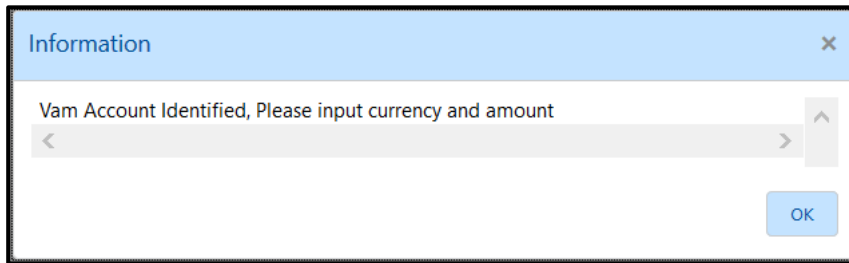 Information
Vam Account Identified, Please input currency and amount
OK